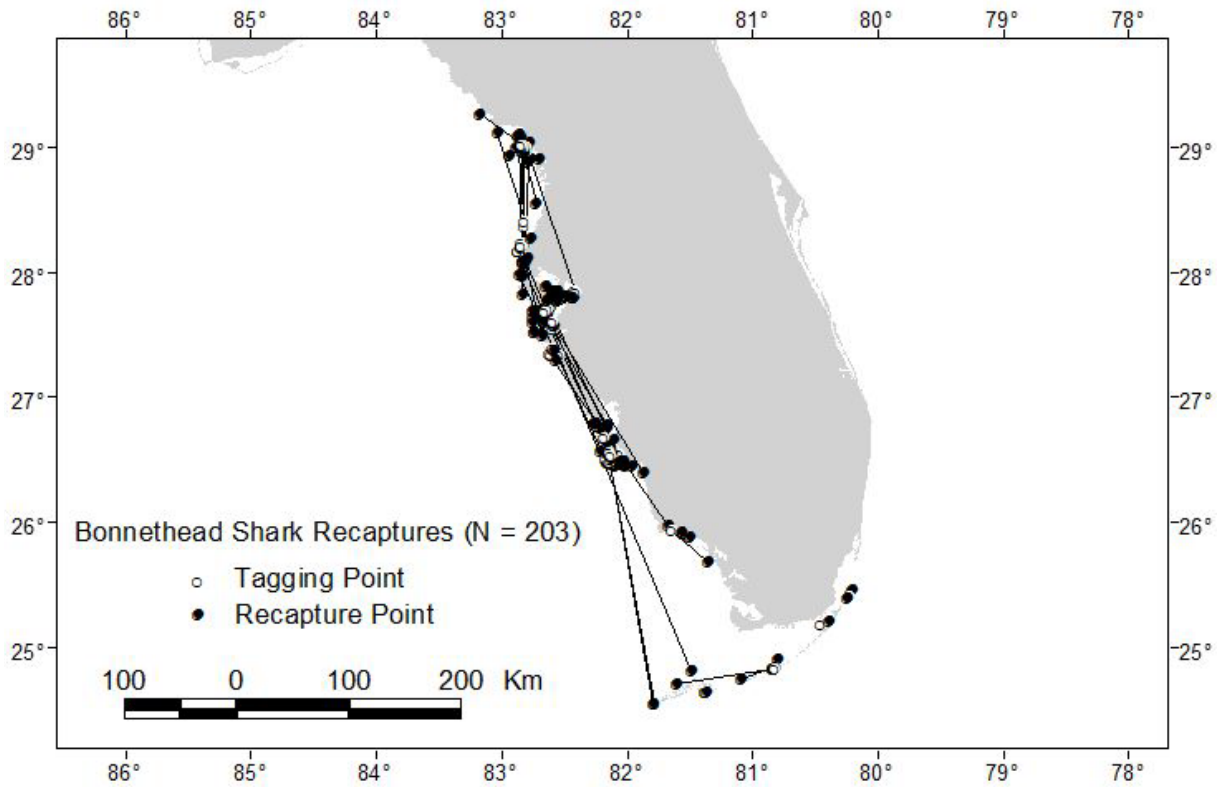 86° 85° 84° 83° 82° 81° 80° 79° 78°
29° 29°
28° 28°
27° 27°
26° 26°
Bonnethead Shark Recaptures (N = 203)
Tagging Point
Recapture Point
25° 25°
100 0 100 200 Km
86° 85° 84° 83° 82° 81° 80° 79° 78°